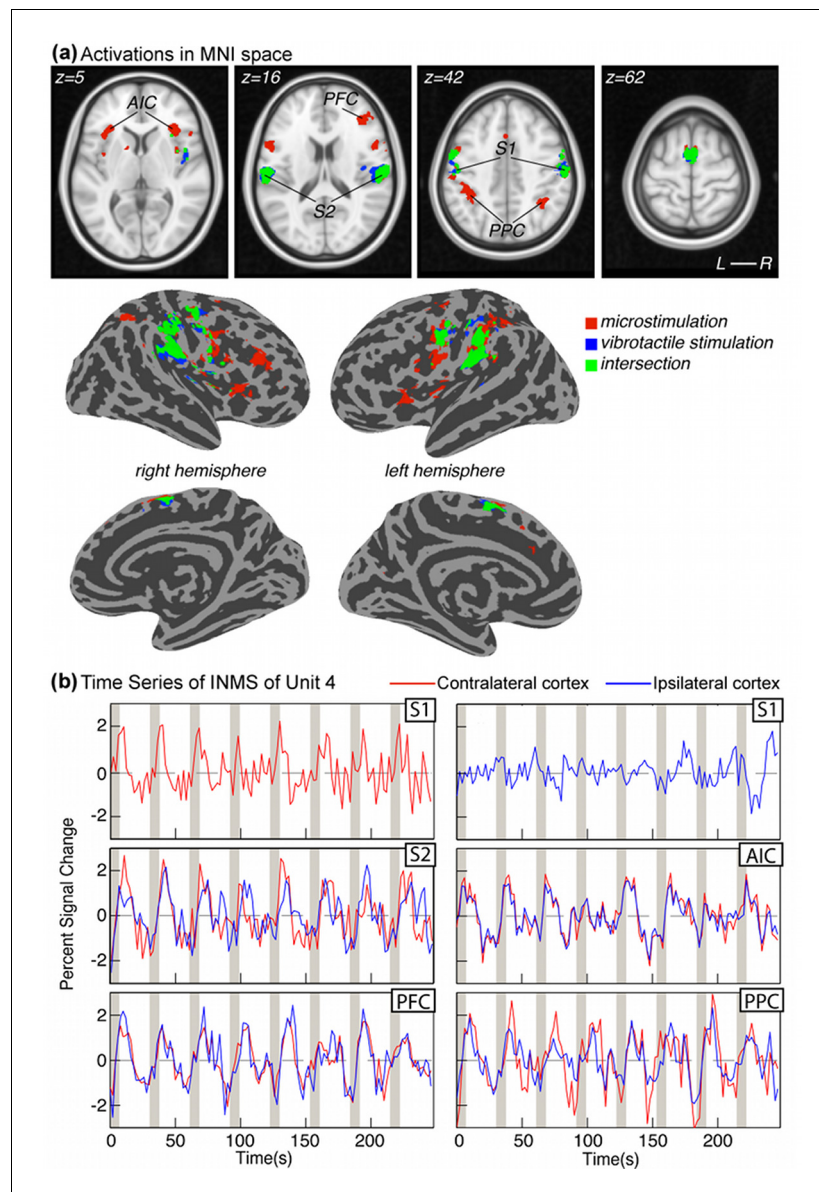 (a) Activations in MNI space
z=5
z=16
z=42
z=62
AIC
PFC
S1
S2
PPC
L
R
microstimulation
vibrotactile stimulation
intersection
right hemisphere
left hemisphere
(b) Time Series of INMS of Unit 4
Contralateral cortex
Ipsilateral cortex
S1
S1
2
0
-2
S2
AIC
2
0
-2
Percent Signal Change
PFC
PPC
2
0
-2
0 50 100 150 200
0 50 100 150 200
Time(s)
Time(s)